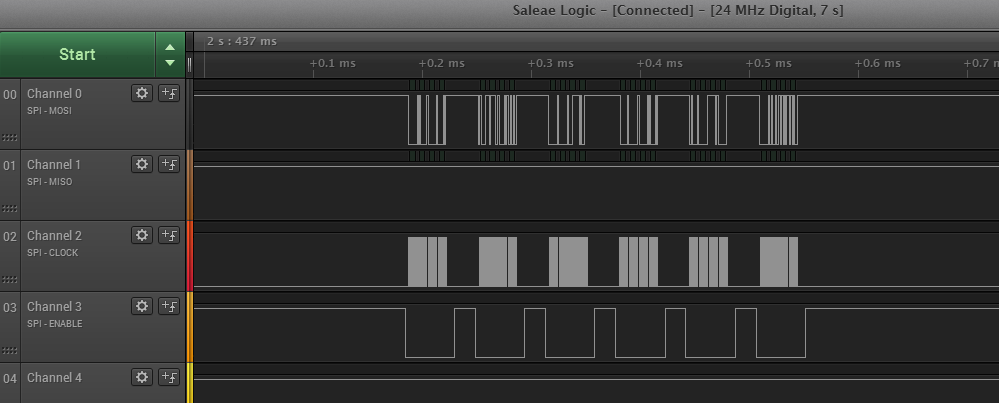 Saleae Logic - [Connected] - [24 MHz Digital, 7 s]
Start
2 s : 437 ms
+0.1 ms +0.2 ms +0.3 ms +0.4 ms +0.5 ms +0.6 ms +0.7 m
00 Channel 0
SPI - MOSI
01 Channel 1
SPI - MISO
02 Channel 2
SPI - CLOCK
03 Channel 3
SPI - ENABLE
04 Channel 4